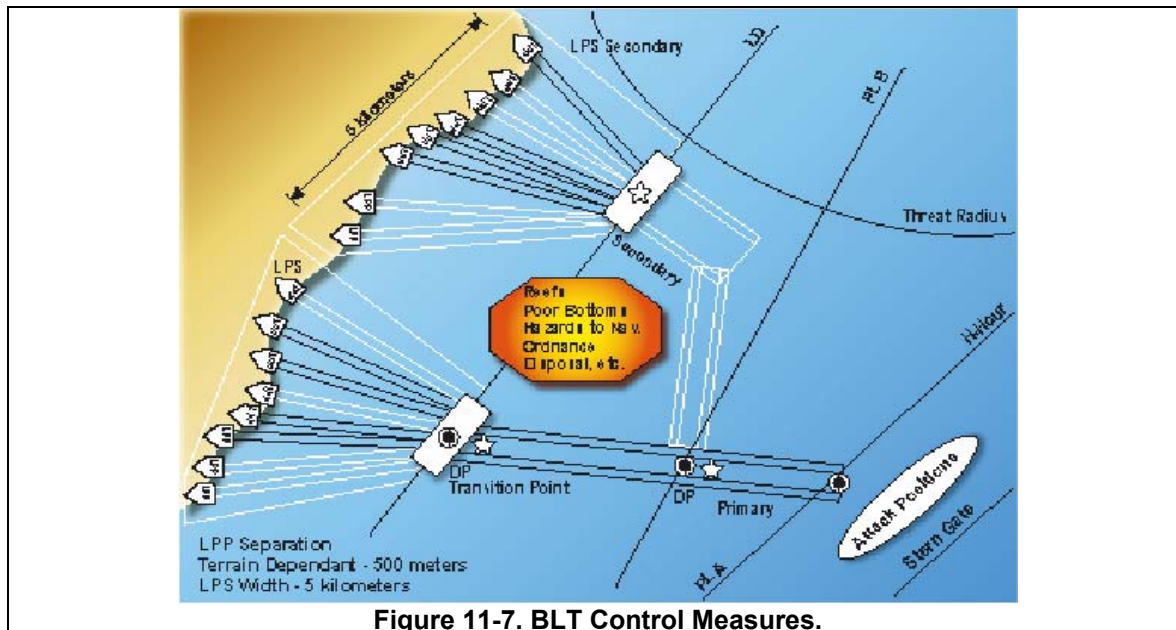 LPS Secondary
LD
PL B
5 kilometers
Threat Radius
Secondary
LPS
Reefs
Poor Bottom
Hazards to Nav.
Ordnance
Disposal, etc.
H-Hour
DP
Transition Point
DP
Primary
Attack Positions
Stern Gate
PL A
LPP Separation
Terrain Dependant - 500 meters
LPS Width - 5 kilometers
Figure 11-7. BLT Control Measures.